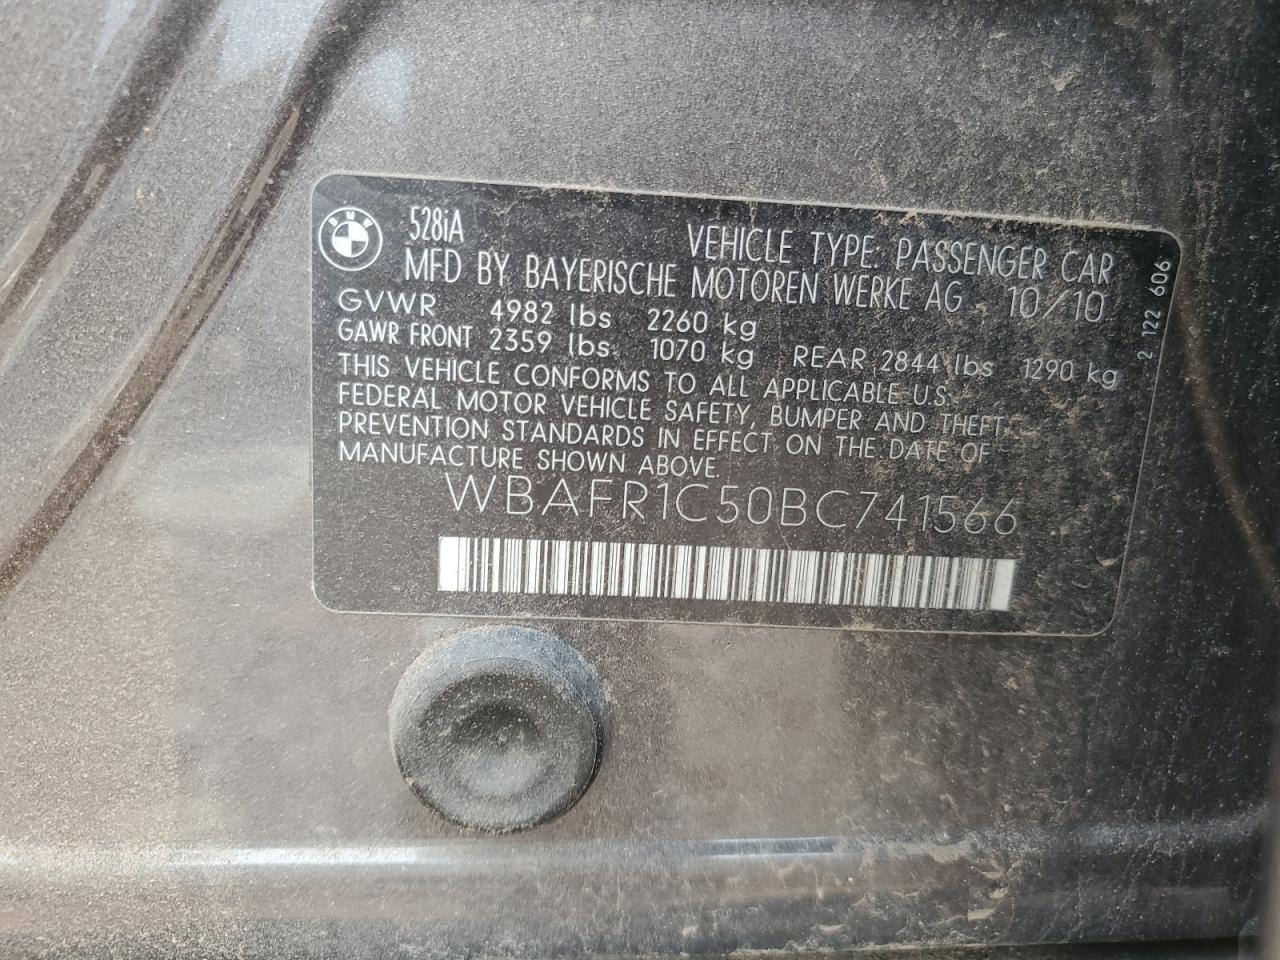 BMW
528iA
VEHICLE TYPE: PASSENGER CAR
MFD BY BAYERISCHE MOTOREN WERKE AG 10/10
GVWR 4982 lbs 2260 kg
GAWR FRONT 2359 lbs 1070 kg REAR 2844 lbs 1290 kg
THIS VEHICLE CONFORMS TO ALL APPLICABLE U.S.
FEDERAL MOTOR VEHICLE SAFETY, BUMPER AND THEFT
PREVENTION STANDARDS IN EFFECT ON THE DATE OF
MANUFACTURE SHOWN ABOVE.
WBAFR1C50BC741566
2 122 606